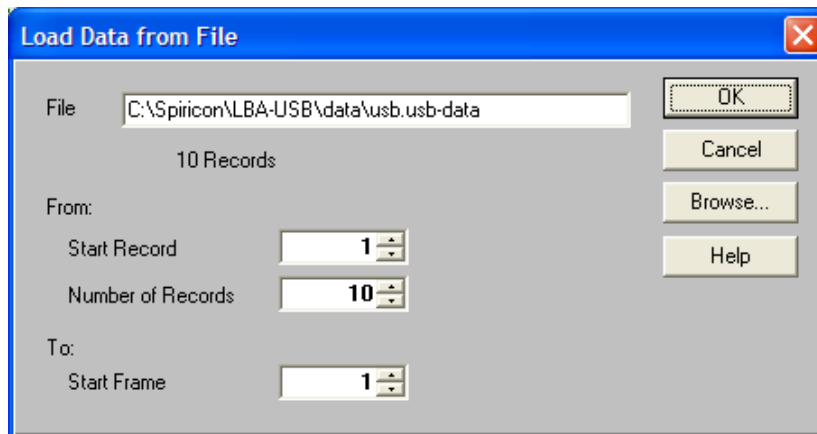 Load Data from File
File C:\Spiricon\LBA-USB\data\usb.usb-data
OK
10 Records
Cancel
From:
Browse...
Start Record 1
Help
Number of Records 10
To:
Start Frame 1